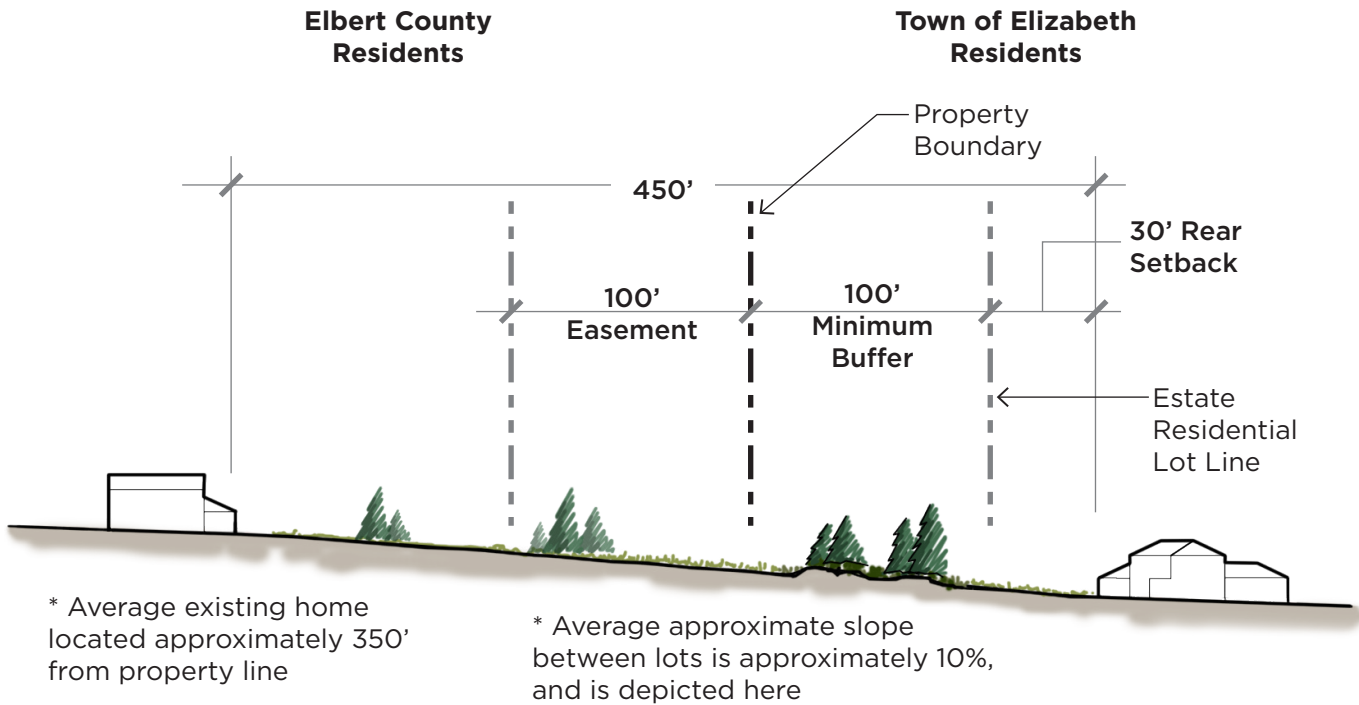 Elbert County
Residents
Town of Elizabeth
Residents
Property
Boundary
450’
30’ Rear
Setback
100’
Easement
100’
Minimum
Buffer
Estate
Residential
Lot Line
* Average existing home
located approximately 350’
from property line
* Average approximate slope
between lots is approximately 10%,
and is depicted here